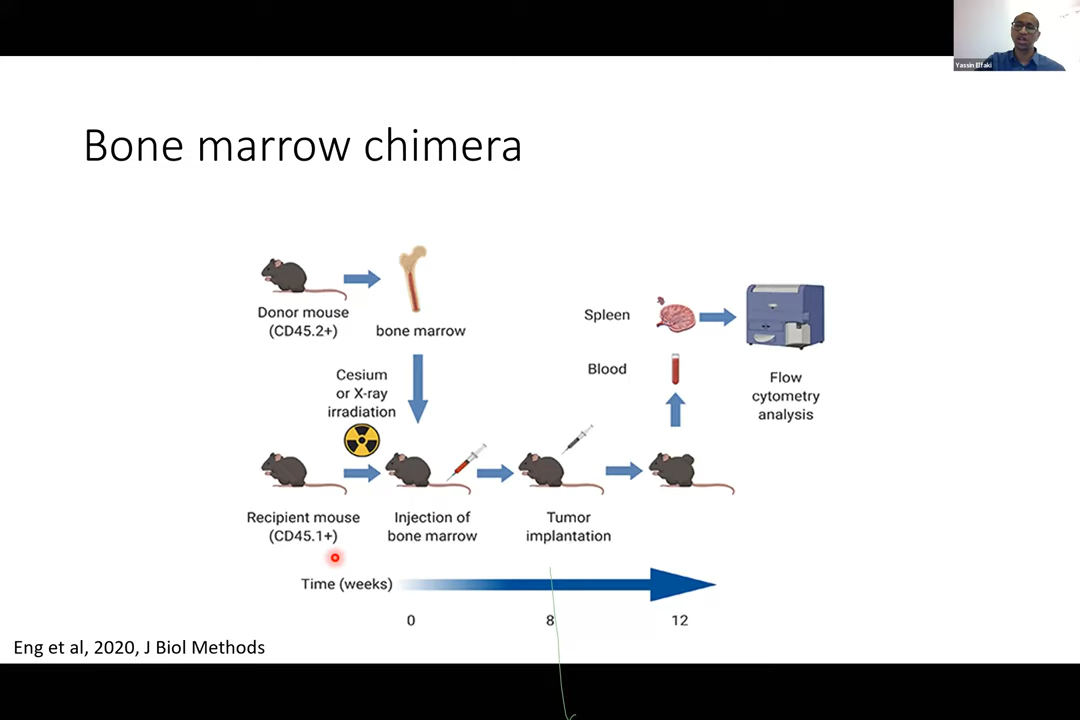 Yassin Elfaki
Bone marrow chimera
Donor mouse
(CD45.2+)
bone marrow
Cesium
or X-ray
irradiation
Spleen
Blood
Flow
cytometry
analysis
Recipient mouse
(CD45.1+)
Injection of
bone marrow
Tumor
implantation
Time (weeks)
0
8
12
Eng et al, 2020, J Biol Methods